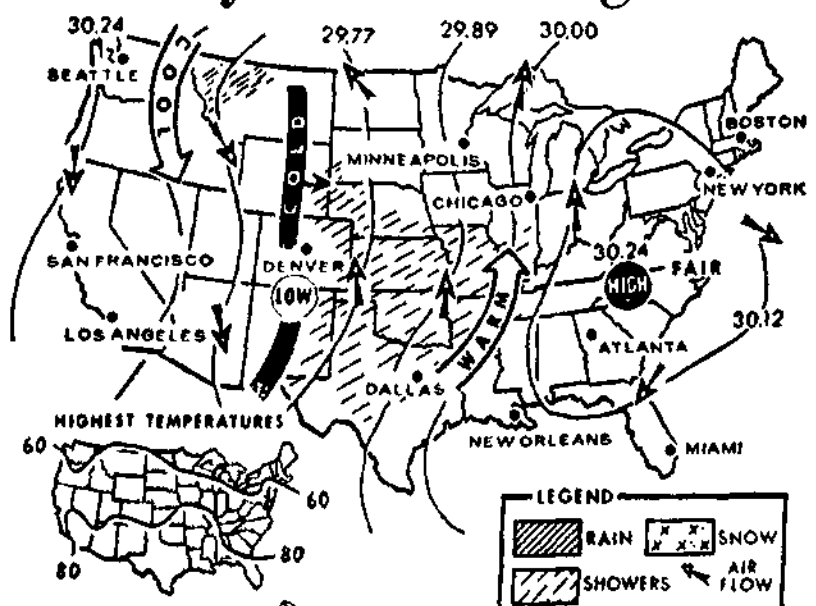 30.24
29.77
29.89
30.00
SEATTLE
COOL
COLD
MINNEAPOLIS
BOSTON
CHICAGO
NEW YORK
SAN FRANCISCO
DENVER
30.24
FAIR
LOW
HIGH
LOS ANGELES
WARM
30.12
ATLANTA
DALLAS
NEW ORLEANS
MIAMI
HIGHEST TEMPERATURES
60
60
80
80
LEGEND
RAIN
SNOW
SHOWERS
AIR
FLOW